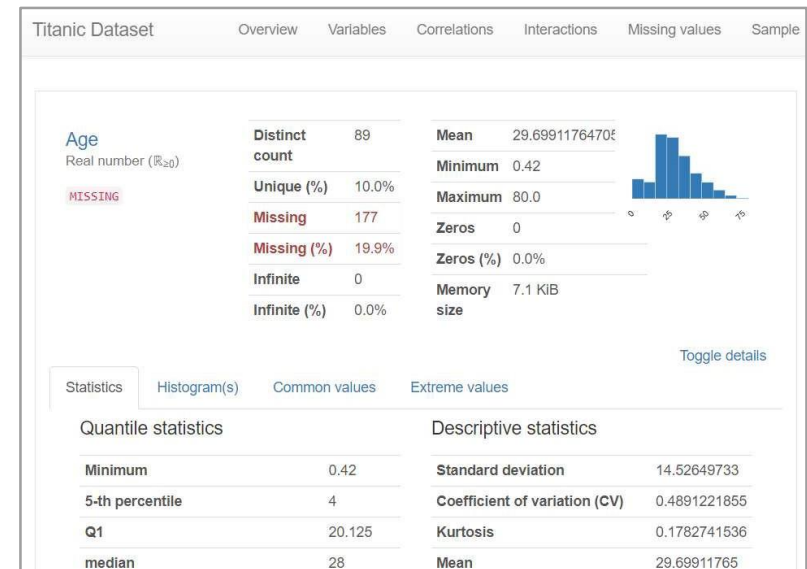 Titanic Dataset Overview Variables Correlations Interactions Missing values Sample
Age
Real number (ℝ≥0)
MISSING
Distinct count 89
Unique (%) 10.0%
Missing 177
Missing (%) 19.9%
Infinite 0
Infinite (%) 0.0%
Mean 29.69911764705
Minimum 0.42
Maximum 80.0
Zeros 0
Zeros (%) 0.0%
Memory size 7.1 KiB
0 25 50 75
Toggle details
Statistics Histogram(s) Common values Extreme values
Quantile statistics
Minimum 0.42
5-th percentile 4
Q1 20.125
median 28
Descriptive statistics
Standard deviation 14.52649733
Coefficient of variation (CV) 0.4891221855
Kurtosis 0.1782741536
Mean 29.69911765